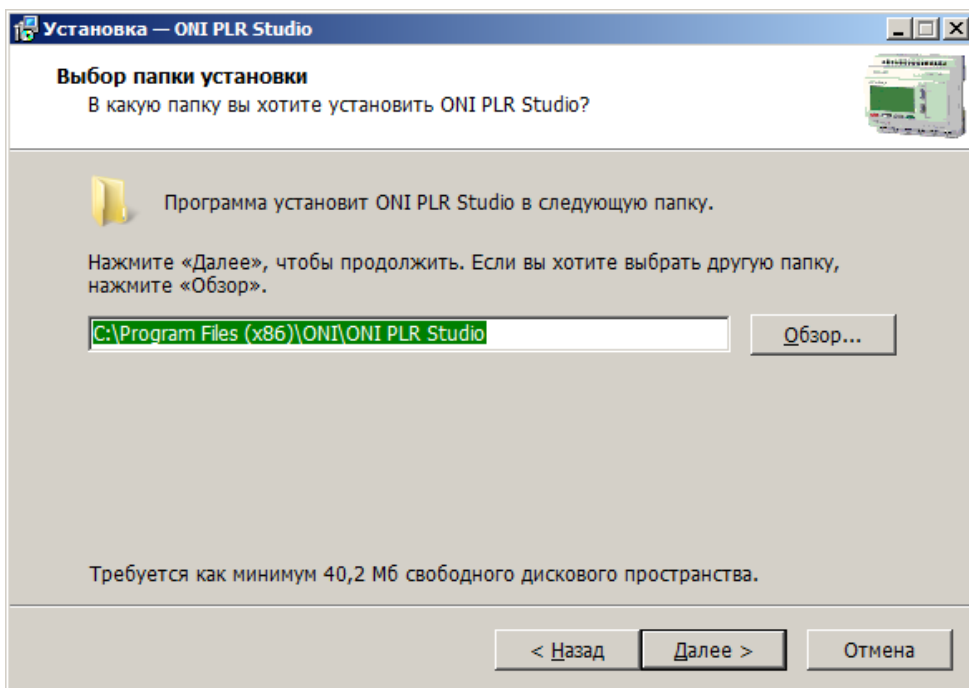 Установка — ONI PLR Studio
Выбор папки установки
В какую папку вы хотите установить ONI PLR Studio?
Программа установит ONI PLR Studio в следующую папку.
Нажмите «Далее», чтобы продолжить. Если вы хотите выбрать другую папку,
нажмите «Обзор».
C:\Program Files (x86)\ONI\ONI PLR Studio
Обзор...
Требуется как минимум 40,2 Мб свободного дискового пространства.
< Назад
Далее >
Отмена